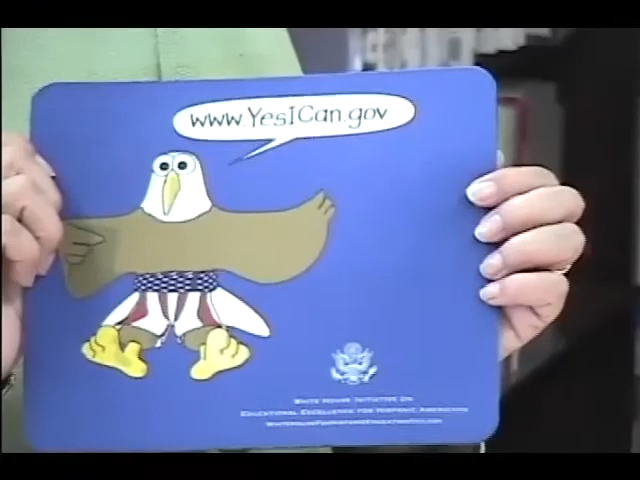 www.YesICan.gov
White House Initiative on
Educational Excellence for Hispanic Americans